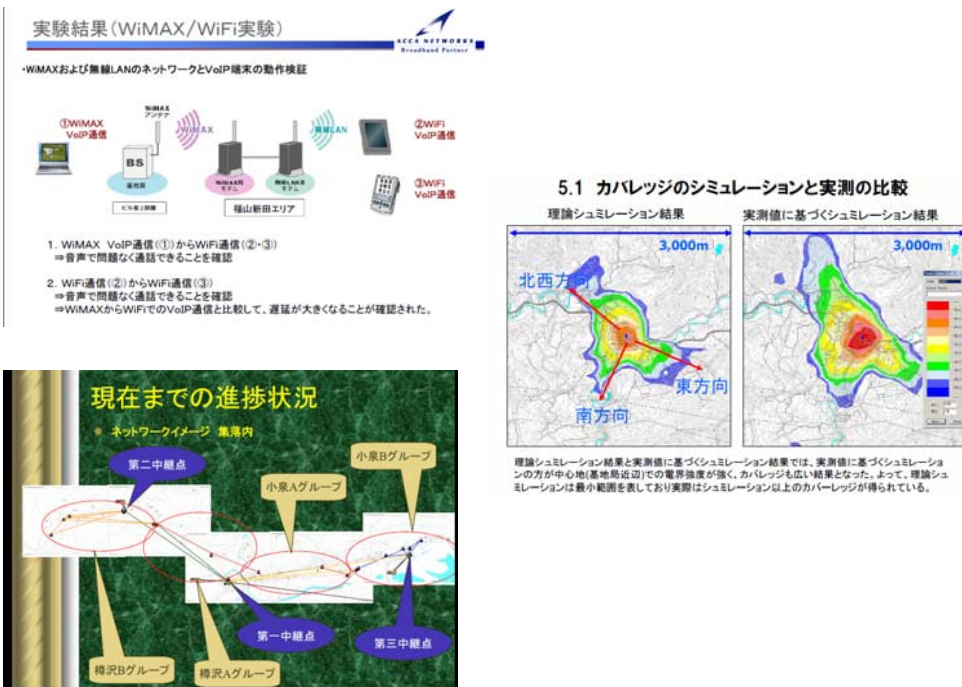 実験結果(WiMAX/WiFi実験)
ACCA NETWORKS
Broadband Partner
・WiMAXおよび無線LANのネットワークとVoIP端末の動作検証
①WiMAX
VoIP通信
WiMAX
アンテナ
WiMAX
無線LAN
②WiFi
VoIP通信
BS
基地局
WiMAX用
モデム
無線LAN用
モデム
③WiFi
VoIP通信
ビル屋上設置
福山新田エリア
1. WiMAX VoIP通信(①)からWiFi通信(②・③)
⇒音声で問題なく通話できることを確認
2. WiFi通信(②)からWiFi通信(③)
⇒音声で問題なく通話できることを確認
⇒WiMAXからWiFiでのVoIP通信と比較して、遅延が大きくなることが確認された。
現在までの進捗状況
ネットワークイメージ 集落内
第二中継点
小泉Aグループ
小泉Bグループ
第一中継点
第三中継点
樽沢Bグループ
樽沢Aグループ
5.1 カバレッジのシミュレーションと実測の比較
理論シュミレーション結果
実測値に基づくシュミレーション結果
3,000m
3,000m
北西方向
東方向
南方向
理論シュミレーション結果と実測値に基づくシュミレーション結果では、実測値に基づくシュミレーショ
ンの方が中心地(基地局近辺)での電界強度が強く、カバレッジも広い結果となった。よって、理論シュ
ミレーションは最小範囲を表しており実際はシュミレーション以上のカバーレッジが得られている。